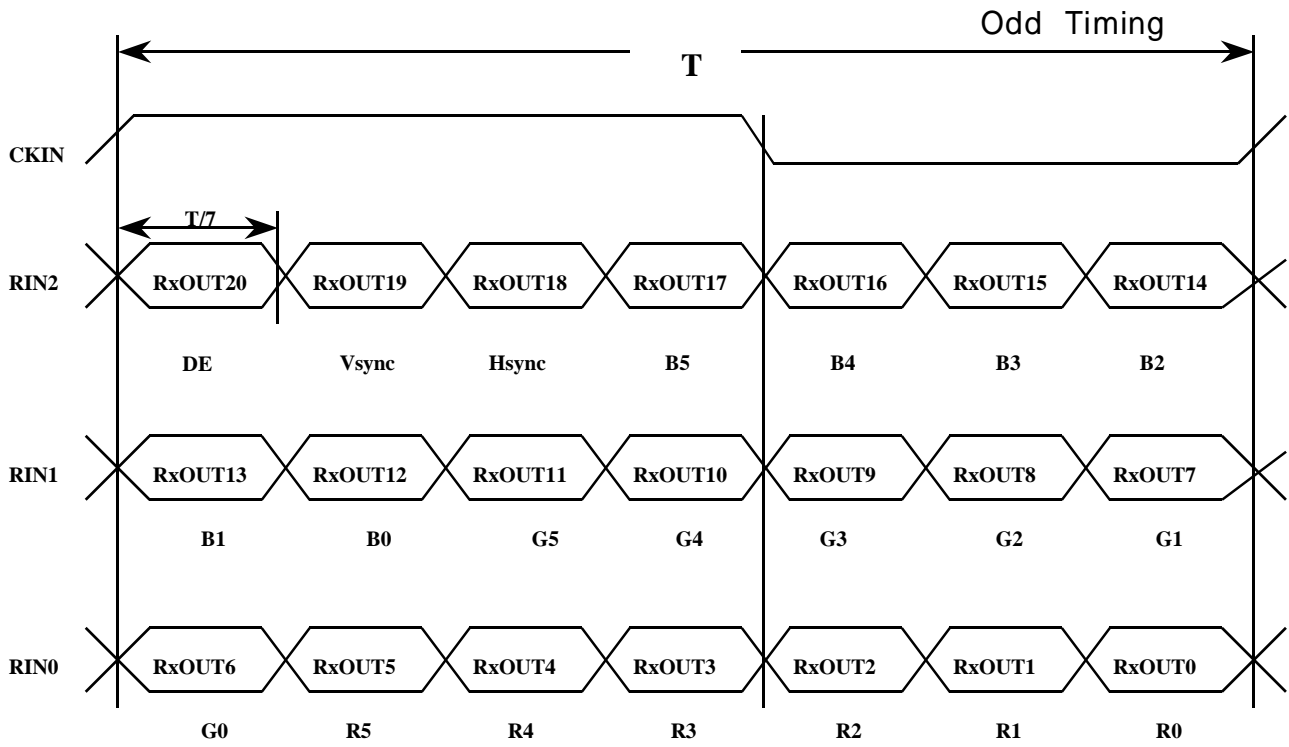 Odd Timing
T
CKIN
T/7
RIN2 RxOUT20 RxOUT19 RxOUT18 RxOUT17 RxOUT16 RxOUT15 RxOUT14
DE Vsync Hsync B5 B4 B3 B2
RIN1 RxOUT13 RxOUT12 RxOUT11 RxOUT10 RxOUT9 RxOUT8 RxOUT7
B1 B0 G5 G4 G3 G2 G1
RIN0 RxOUT6 RxOUT5 RxOUT4 RxOUT3 RxOUT2 RxOUT1 RxOUT0
G0 R5 R4 R3 R2 R1 R0